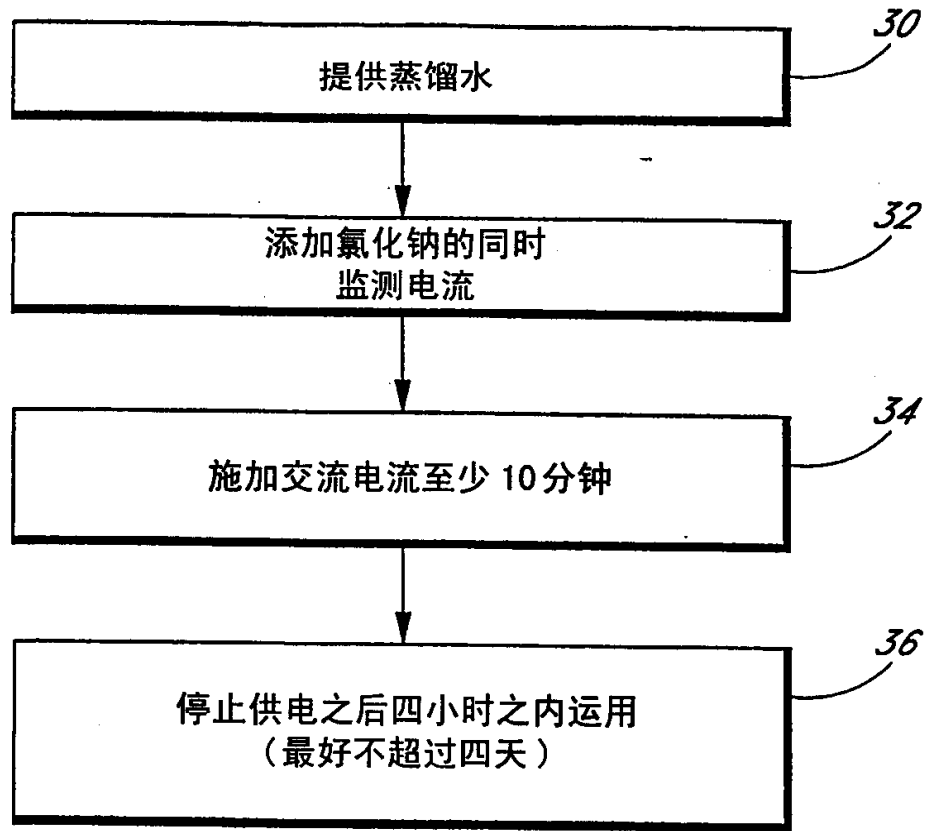 30
提供蒸馏水
32
添加氯化钠的同时
监测电流
34
施加交流电流至少10分钟
36
停止供电之后四小时之内运用
(最好不超过四天)